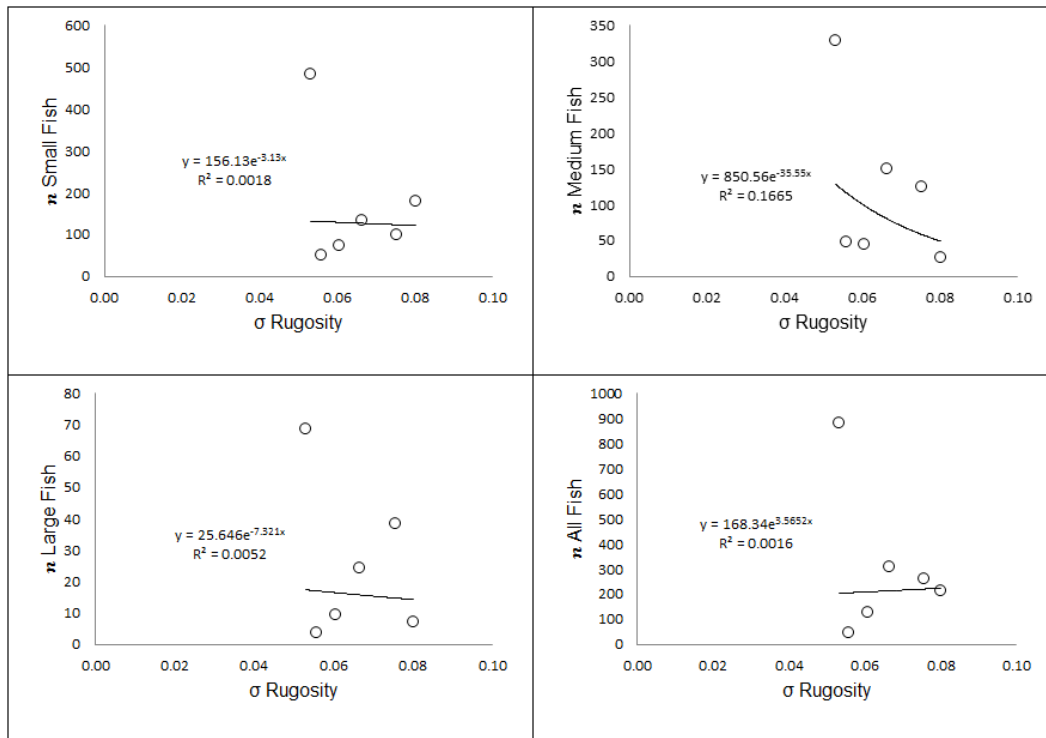 600
500
400
300
200
100
0
n Small Fish
y = 156.13e^-3.13x
R² = 0.0018
0.00 0.02 0.04 0.06 0.08 0.10
σ Rugosity
350
300
250
200
150
100
50
0
n Medium Fish
y = 850.56e^-35.55x
R² = 0.1665
0.00 0.02 0.04 0.06 0.08 0.10
σ Rugosity
80
70
60
50
40
30
20
10
0
n Large Fish
y = 25.646e^-7.321x
R² = 0.0052
0.00 0.02 0.04 0.06 0.08 0.10
σ Rugosity
1000
900
800
700
600
500
400
300
200
100
0
n All Fish
y = 168.34e^3.5652x
R² = 0.0016
0.00 0.02 0.04 0.06 0.08 0.10
σ Rugosity